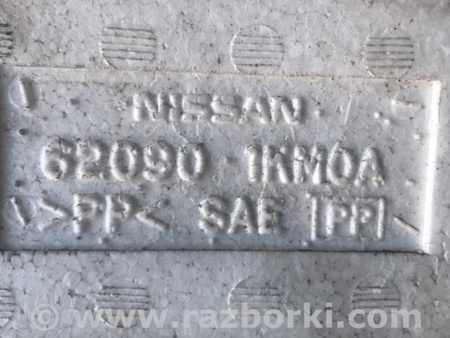 NISSAN
62090 1KM0A
>PP< SAE PP
© www.razborki.com